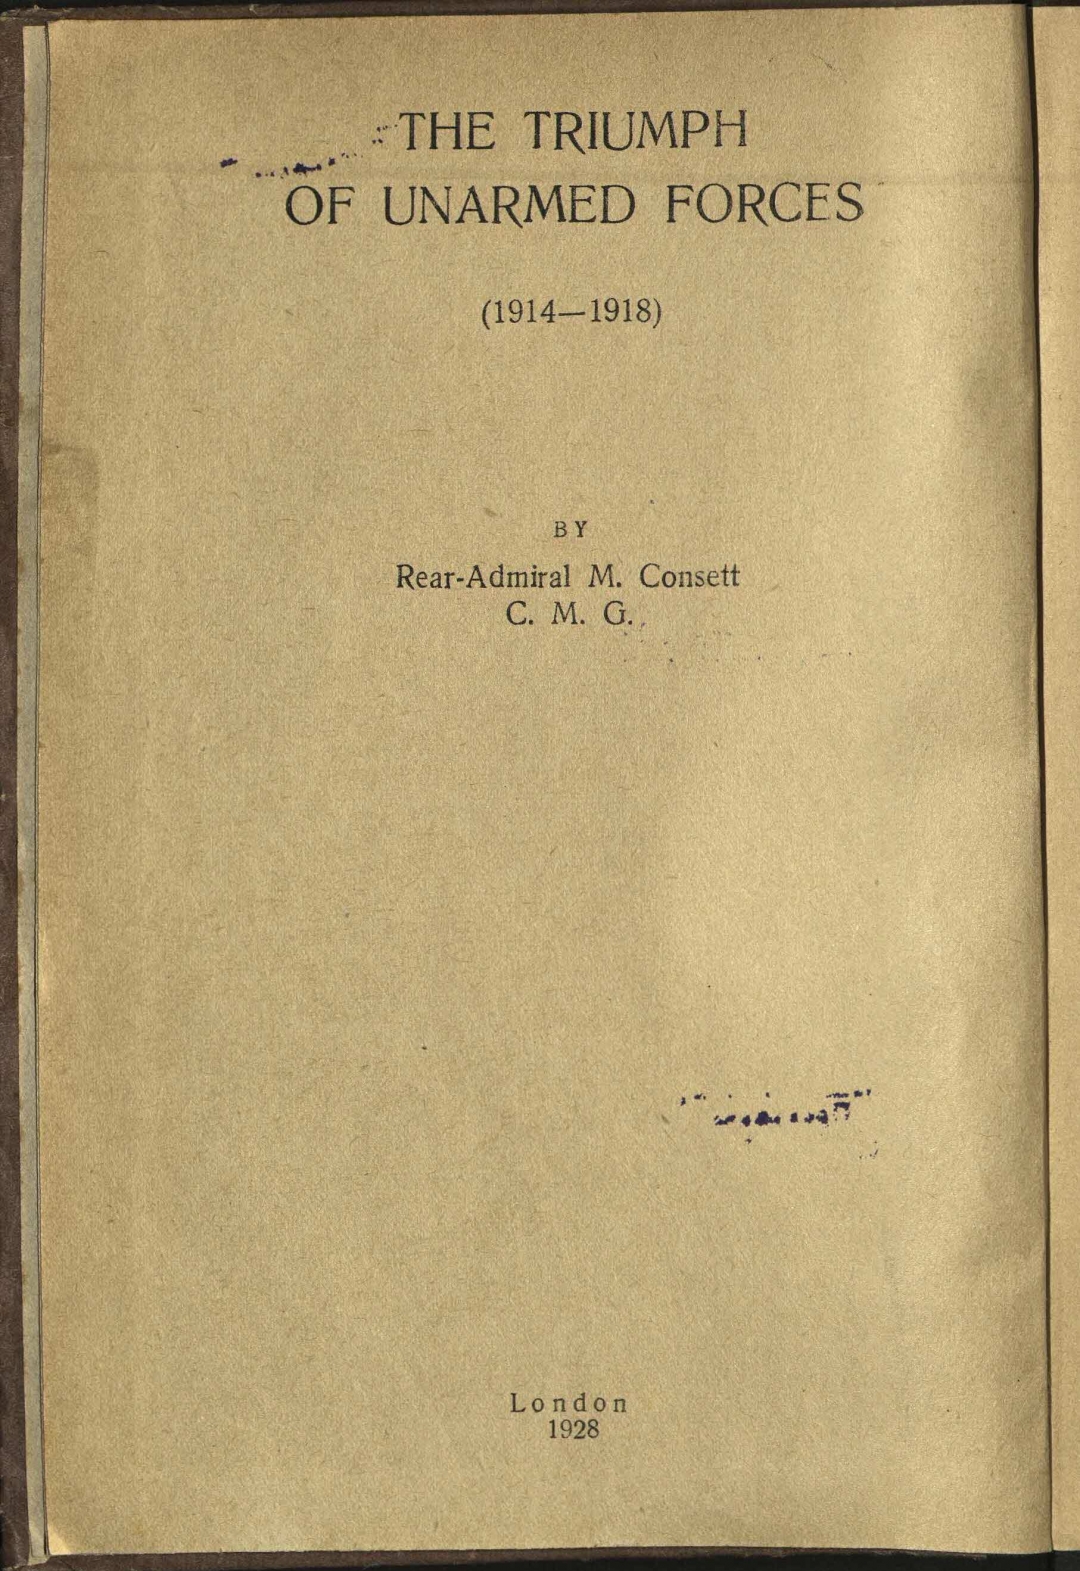 THE TRIUMPH
OF UNARMED FORCES
(1914—1918)
BY
Rear-Admiral M. Consett
C. M. G.
London
1928